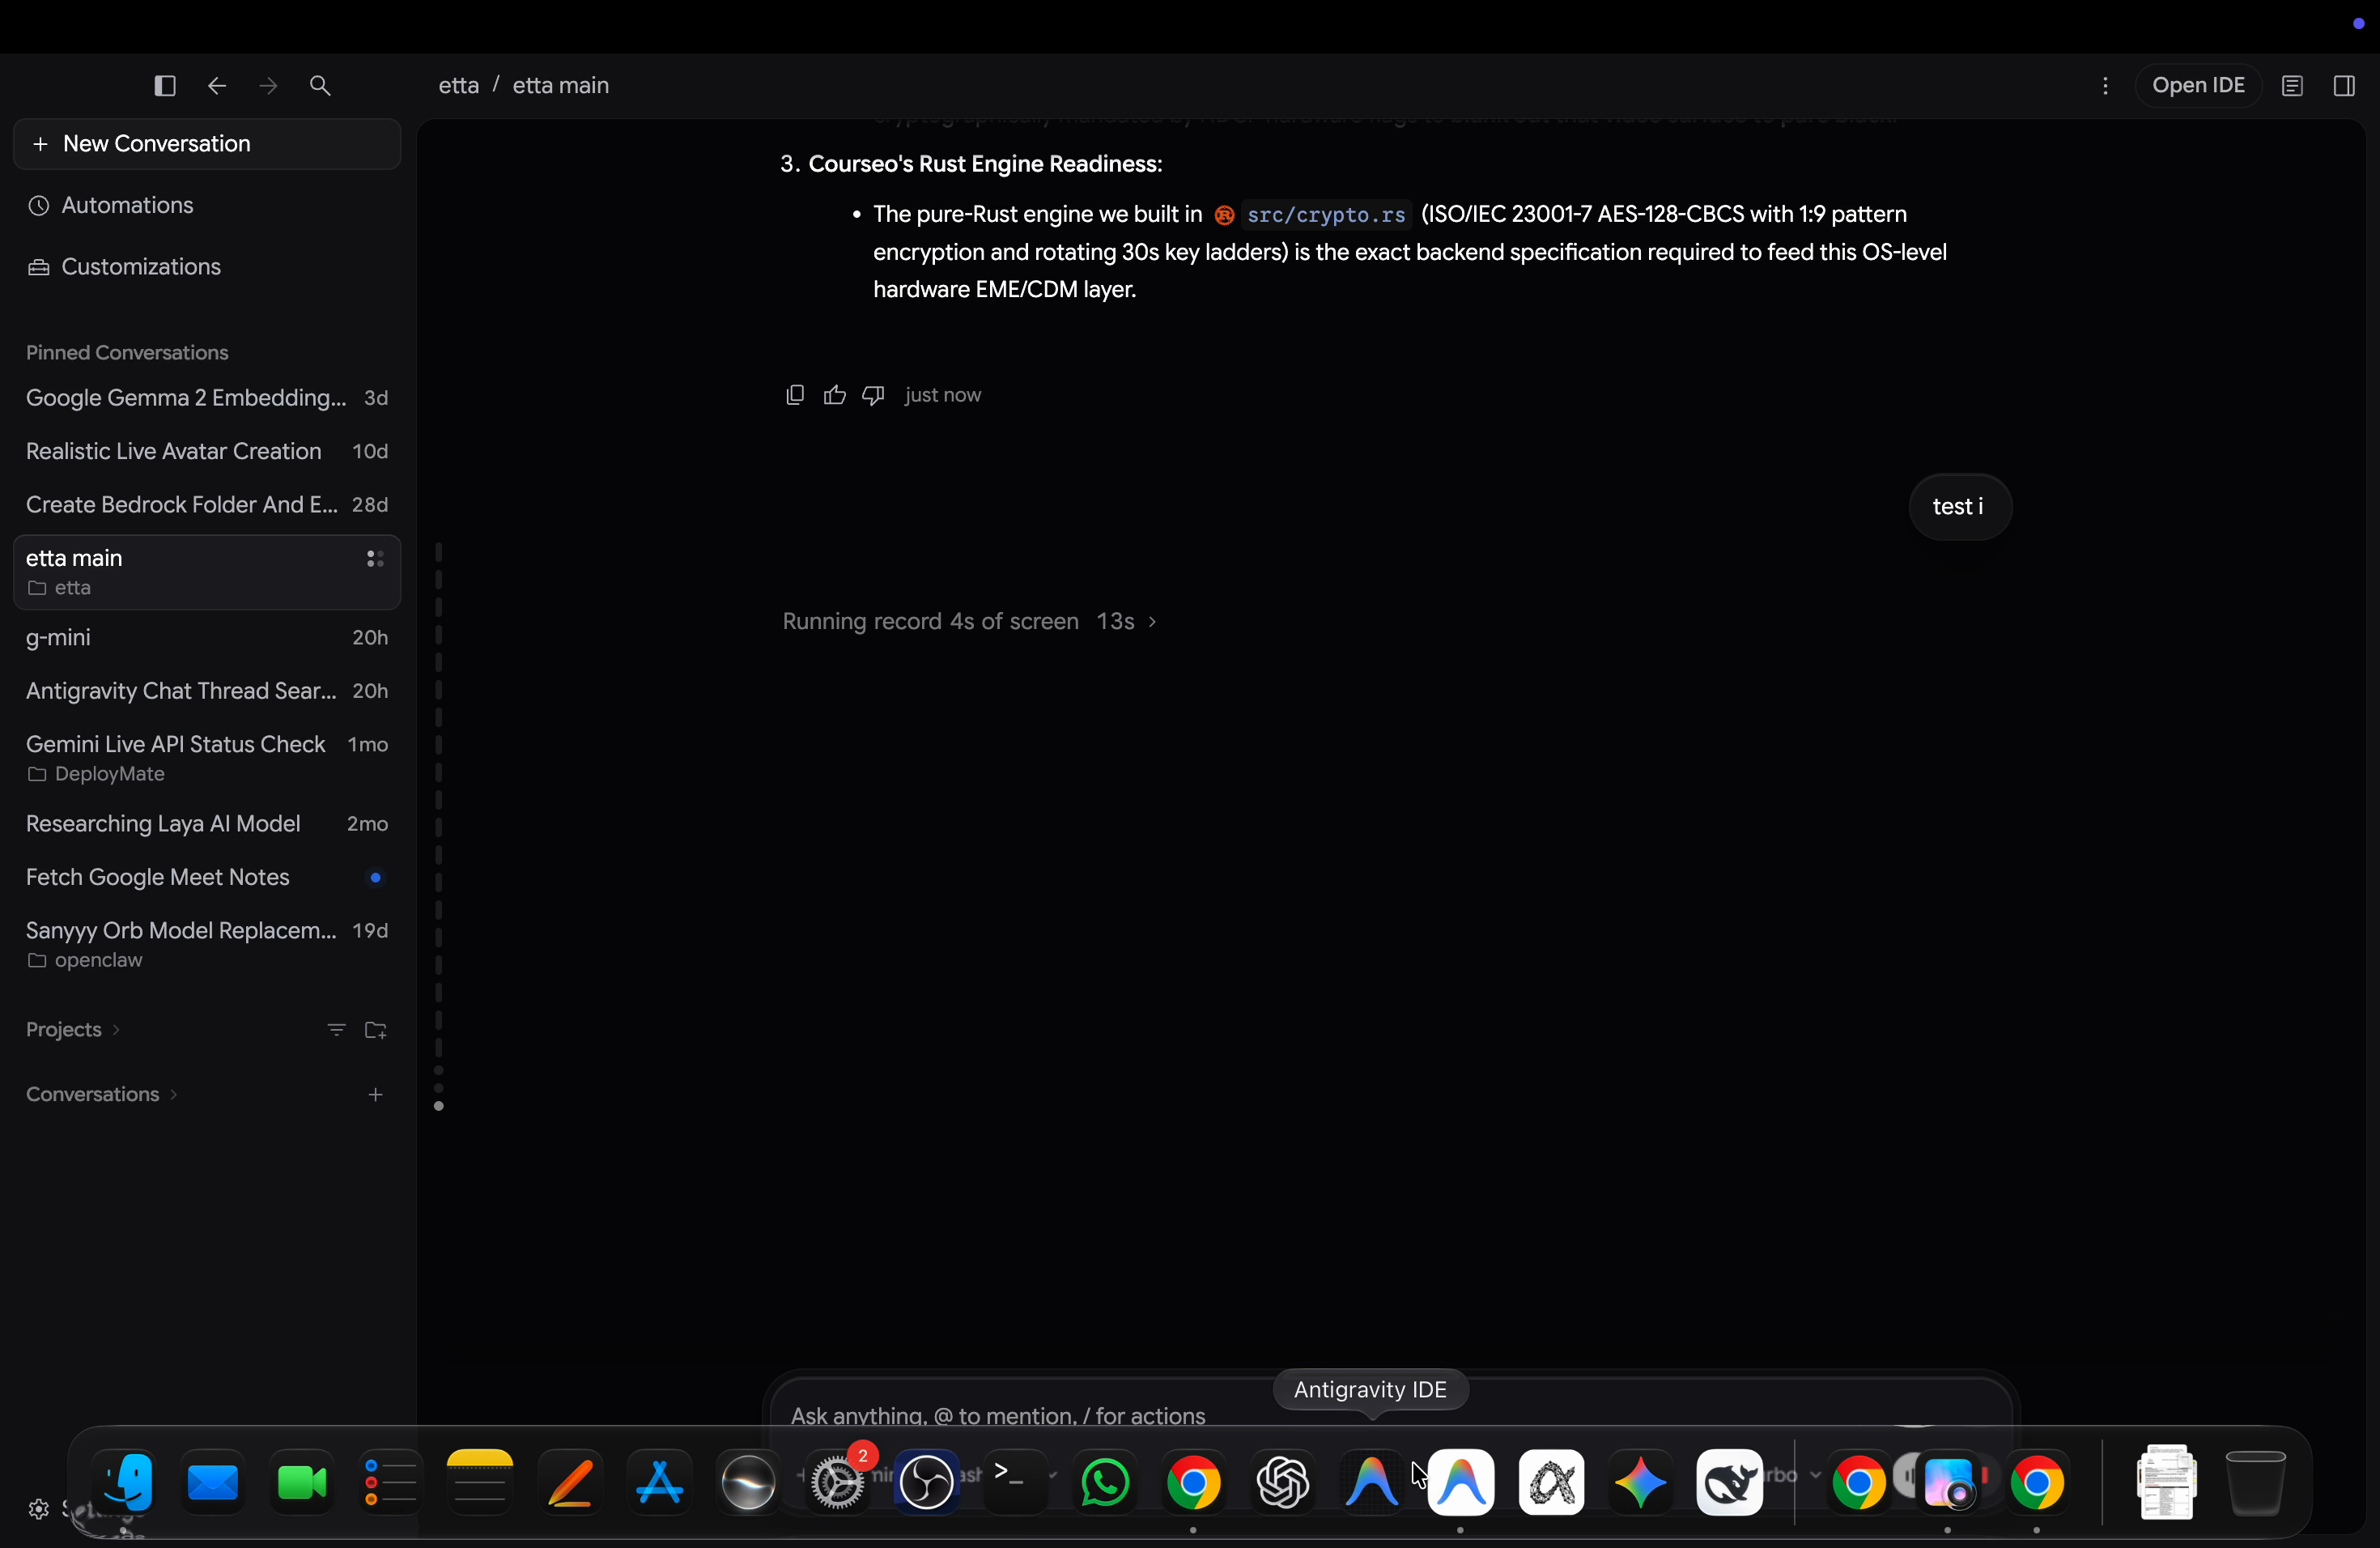 etta / etta main
Open IDE
New Conversation
Automations
Customizations
Pinned Conversations
Google Gemma 2 Embedding... 3d
Realistic Live Avatar Creation 10d
Create Bedrock Folder And E... 28d
etta main
etta
g-mini 20h
Antigravity Chat Thread Sear... 20h
Gemini Live API Status Check 1mo
DeployMate
Researching Laya AI Model 2mo
Fetch Google Meet Notes
Sanyyy Orb Model Replacem... 19d
openclaw
Projects
Conversations
3. Courseo's Rust Engine Readiness:
• The pure-Rust engine we built in src/crypto.rs (ISO/IEC 23001-7 AES-128-CBCS with 1:9 pattern
encryption and rotating 30s key ladders) is the exact backend specification required to feed this OS-level
hardware EME/CDM layer.
just now
test i
Running record 4s of screen 13s
Antigravity IDE
Ask anything, @ to mention, / for actions
2